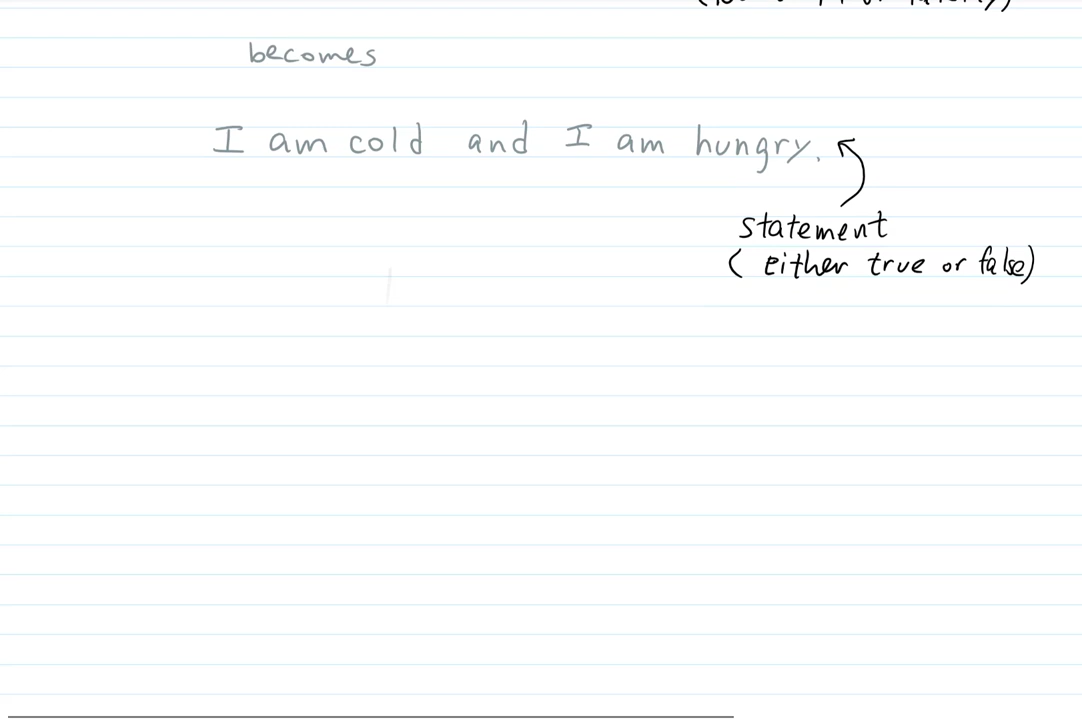 becomes
I am cold and I am hungry.
statement
( either true or false)